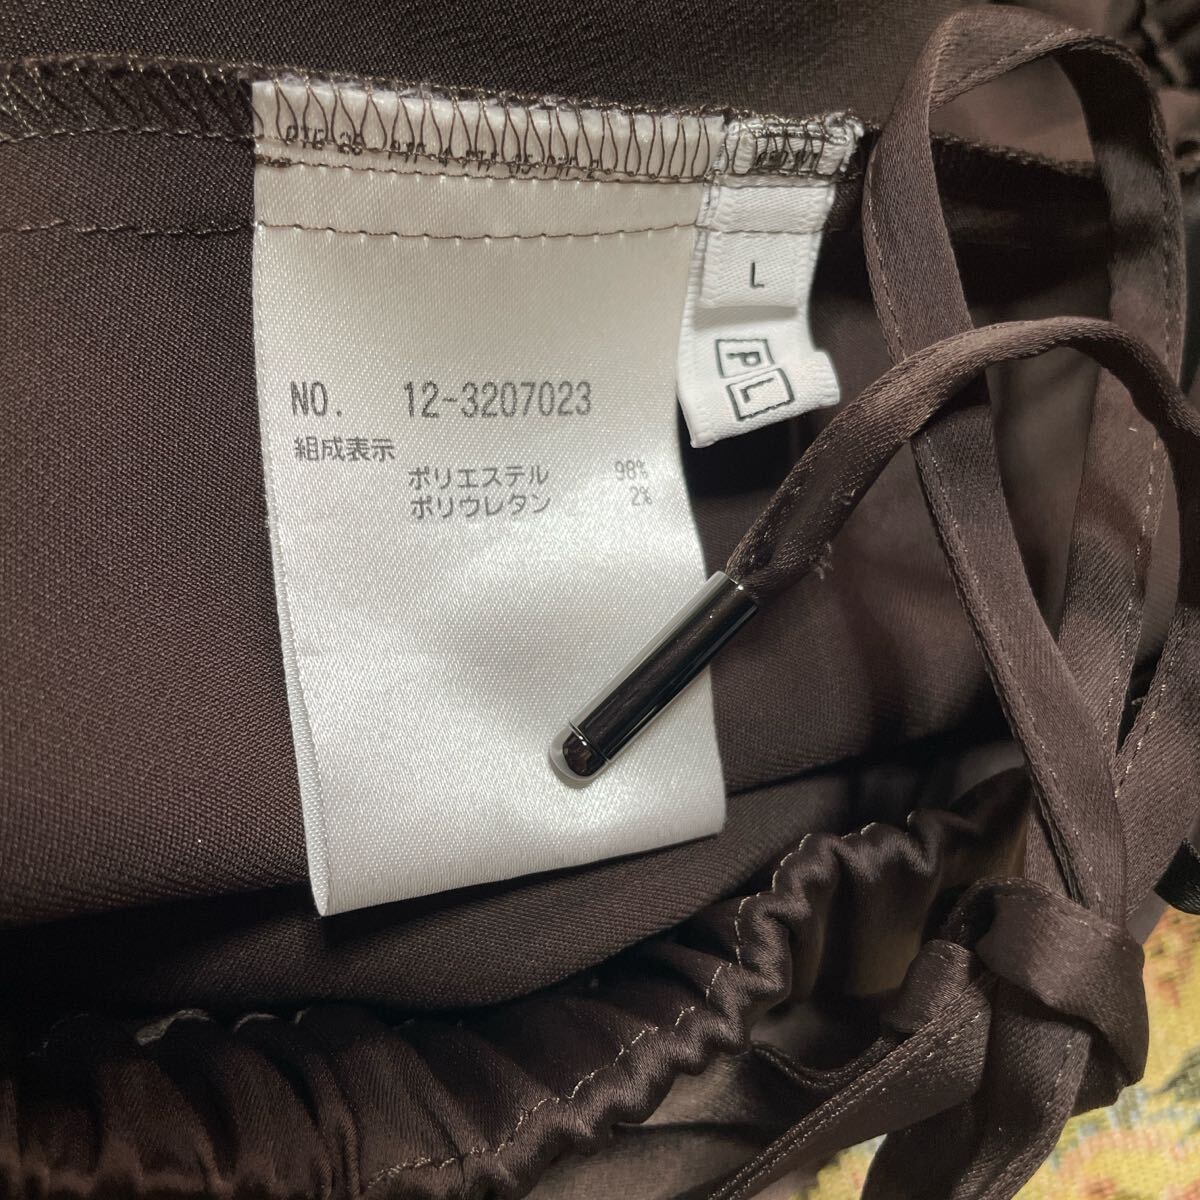 L
PL
NO. 12-3207023
組成表示
ポリエステル 98%
ポリウレタン 2%